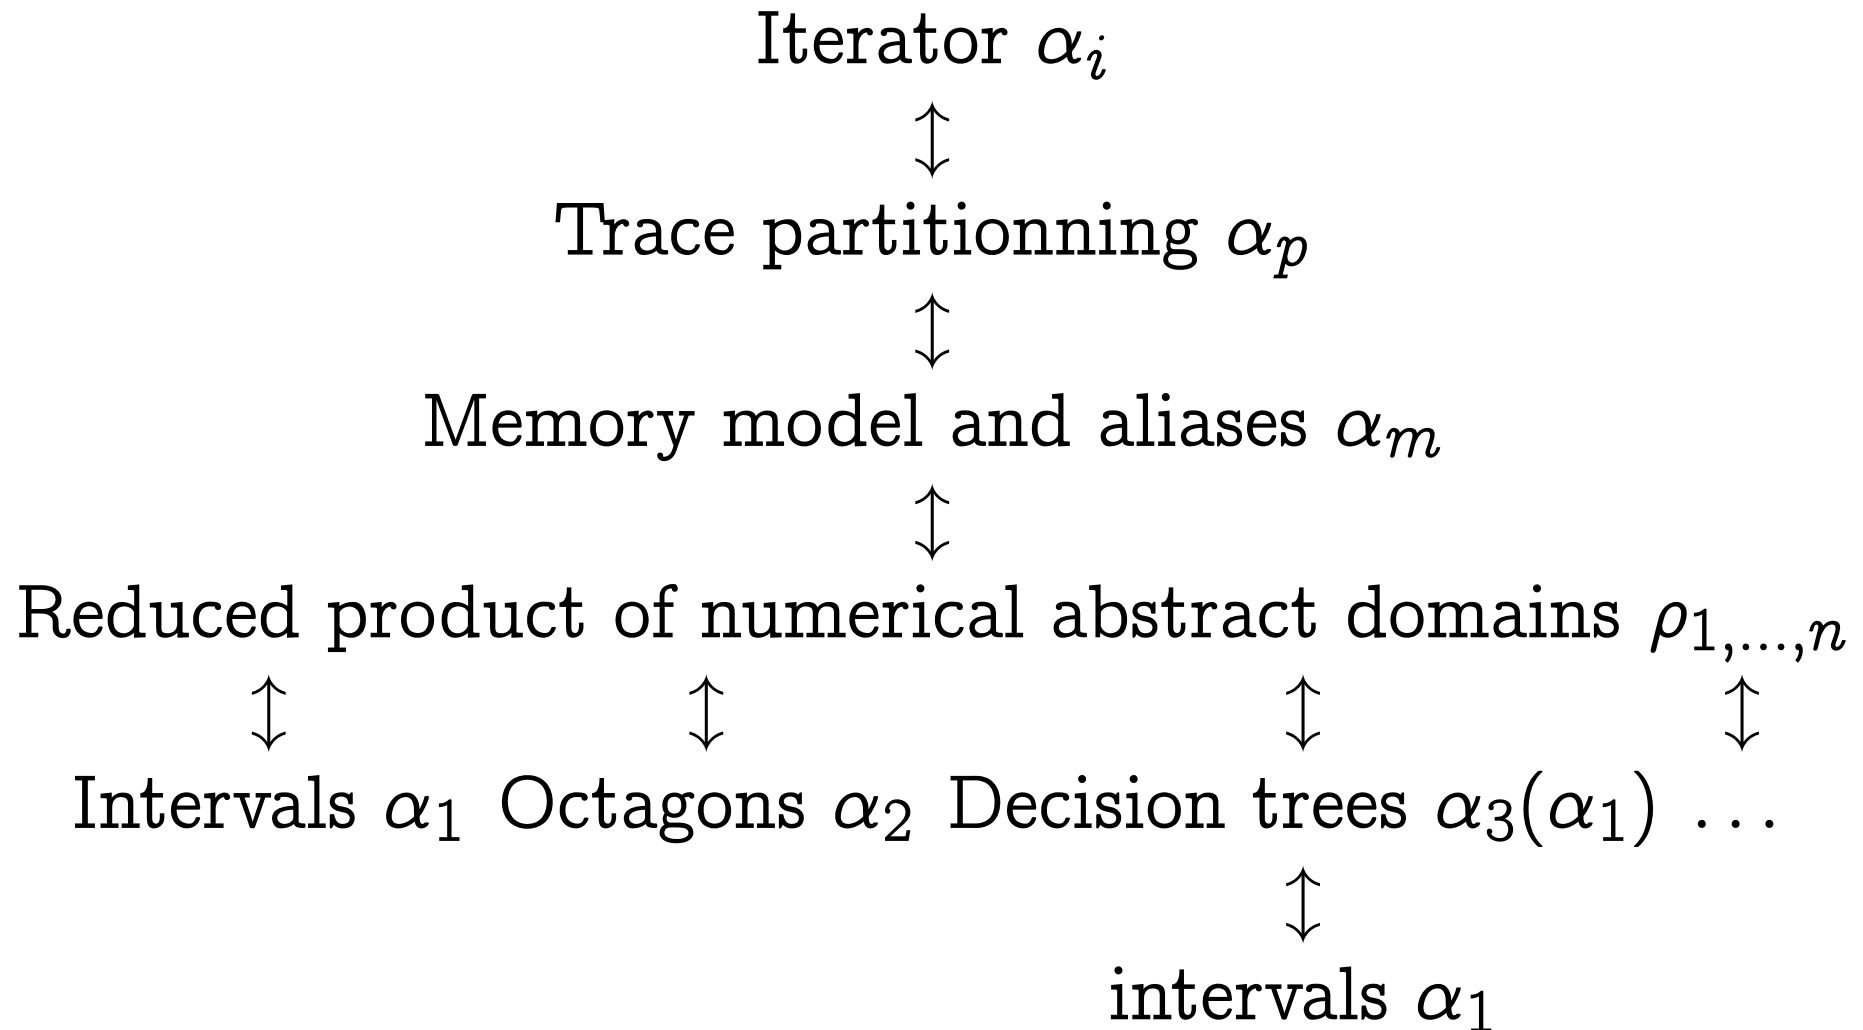 Iterator αᵢ
↕
Trace partitionning αₚ
↕
Memory model and aliases αₘ
↕
Reduced product of numerical abstract domains ρ₁,...,ₙ
↕ ↕ ↕ ↕
Intervals α₁ Octagons α₂ Decision trees α₃(α₁) ...
↕
intervals α₁